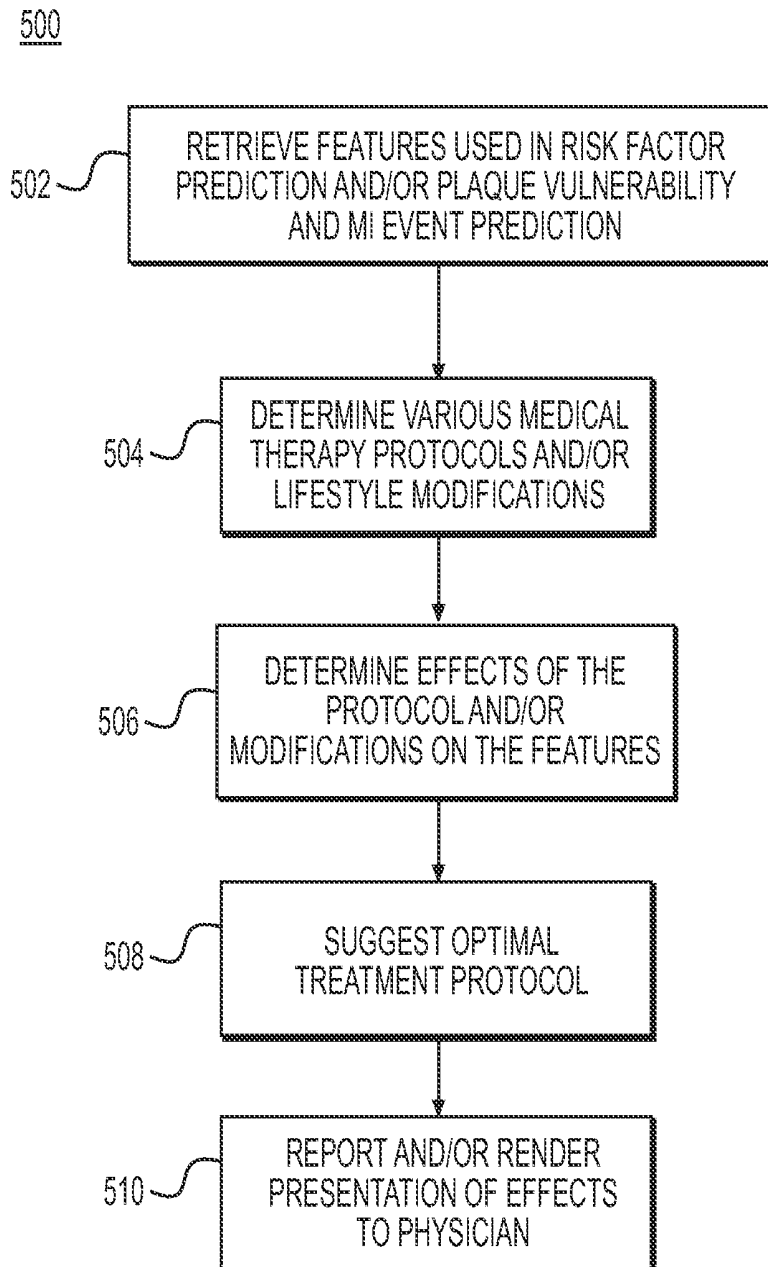 500
502
RETRIEVE FEATURES USED IN RISK FACTOR
PREDICTION AND/OR PLAQUE VULNERABILITY
AND MI EVENT PREDICTION
504
DETERMINE VARIOUS MEDICAL
THERAPY PROTOCOLS AND/OR
LIFESTYLE MODIFICATIONS
506
DETERMINE EFFECTS OF THE
PROTOCOL AND/OR
MODIFICATIONS ON THE FEATURES
508
SUGGEST OPTIMAL
TREATMENT PROTOCOL
510
REPORT AND/OR RENDER
PRESENTATION OF EFFECTS
TO PHYSICIAN